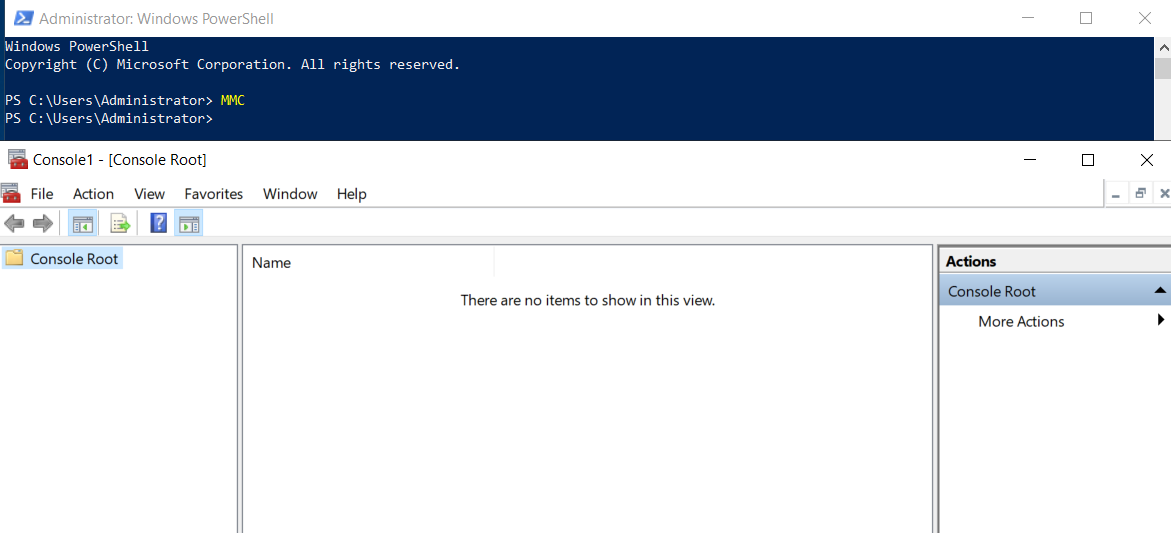 Administrator: Windows PowerShell
Windows PowerShell
Copyright (C) Microsoft Corporation. All rights reserved.
PS C:\Users\Administrator> MMC
PS C:\Users\Administrator>
Console1 - [Console Root]
File Action View Favorites Window Help
Console Root
Name
There are no items to show in this view.
Actions
Console Root
More Actions